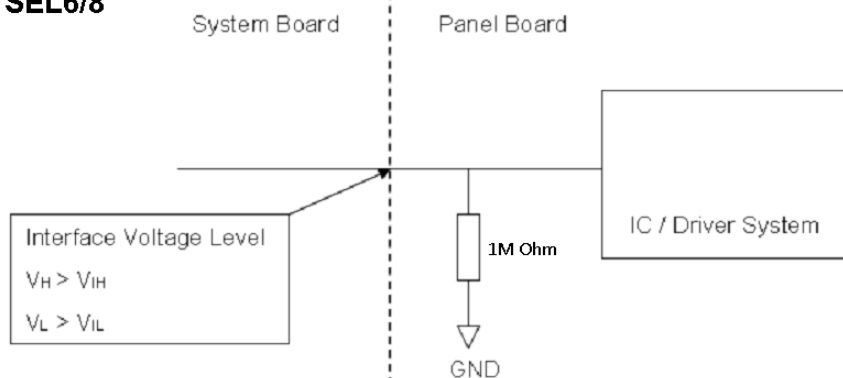 SEL6/8
System Board
Panel Board
Interface Voltage Level
VH > VIH
VL > VIL
1M Ohm
IC / Driver System
GND